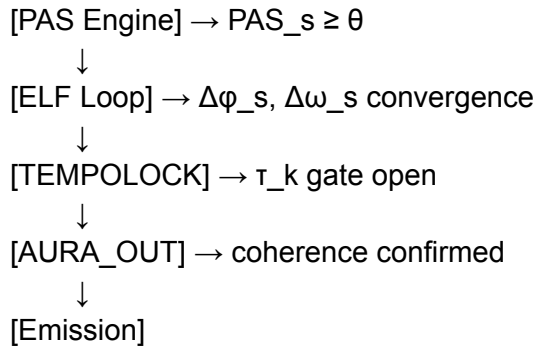 [PAS Engine] → PAS_s ≥ θ
↓
[ELF Loop] → Δφ_s, Δω_s convergence
↓
[TEMPOLOCK] → τ_k gate open
↓
[AURA_OUT] → coherence confirmed
↓
[Emission]